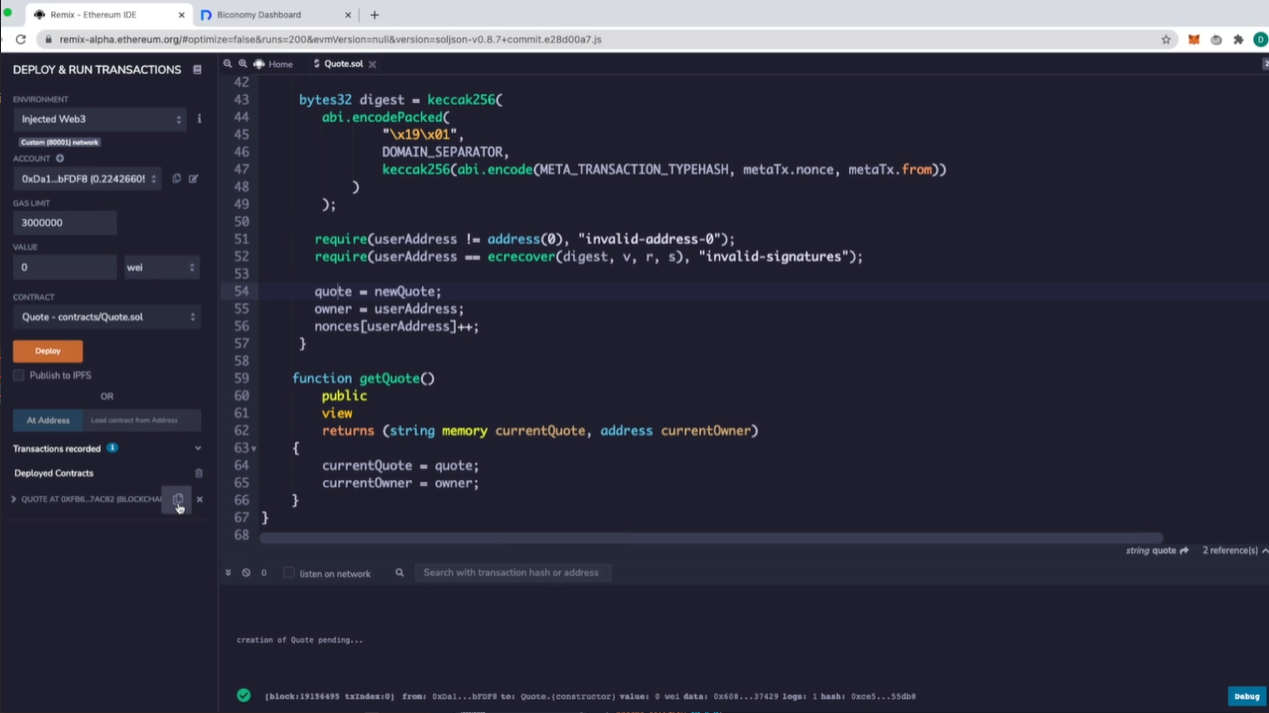 Remix - Ethereum IDE
Biconomy Dashboard
remix-alpha.ethereum.org/#optimize=false&runs=200&evmVersion=null&version=soljson-v0.8.7+commit.e28d00a7.js
D
DEPLOY & RUN TRANSACTIONS
ENVIRONMENT
Injected Web3
Custom (80001) network
ACCOUNT
0xDa1...bFDF8 (0.2242660!
GAS LIMIT
3000000
VALUE
0
wei
CONTRACT
Quote - contracts/Quote.sol
Deploy
Publish to IPFS
OR
At Address
Load contract from Address
Transactions recorded 1
Deployed Contracts
QUOTE AT 0XFB6...7AC82 (BLOCKCHAI
Home
Quote.sol
2
42
43 bytes32 digest = keccak256(
44 abi.encodePacked(
45 "\x19\x01",
46 DOMAIN_SEPARATOR,
47 keccak256(abi.encode(META_TRANSACTION_TYPEHASH, metaTx.nonce, metaTx.from))
48 )
49 );
50
51 require(userAddress != address(0), "invalid-address-0");
52 require(userAddress == ecrecover(digest, v, r, s), "invalid-signatures");
53
54 quote = newQuote;
55 owner = userAddress;
56 nonces[userAddress]++;
57 }
58
59 function getQuote()
60 public
61 view
62 returns (string memory currentQuote, address currentOwner)
63 {
64 currentQuote = quote;
65 currentOwner = owner;
66 }
67 }
68
string quote
2 reference(s)
0
listen on network
Search with transaction hash or address
creation of Quote pending...
[block:19156495 txIndex:0] from: 0xDa1...bFDF8 to: Quote.(constructor) value: 0 wei data: 0x608...37429 logs: 1 hash: 0xce5...55db8
Debug